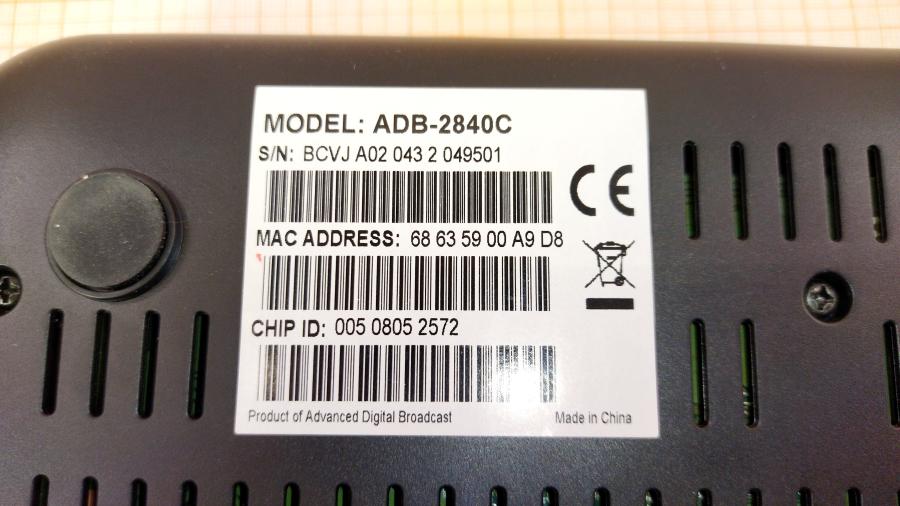 MODEL: ADB-2840C
S/N: BCVJ A02 043 2 049501
CE
MAC ADDRESS: 68 63 59 00 A9 D8
CHIP ID: 005 0805 2572
Product of Advanced Digital Broadcast
Made in China